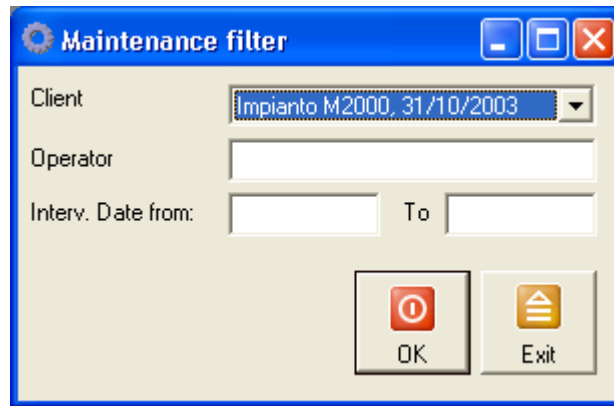 Maintenance filter
Client Impianto M2000, 31/10/2003
Operator
Interv. Date from: To
OK Exit